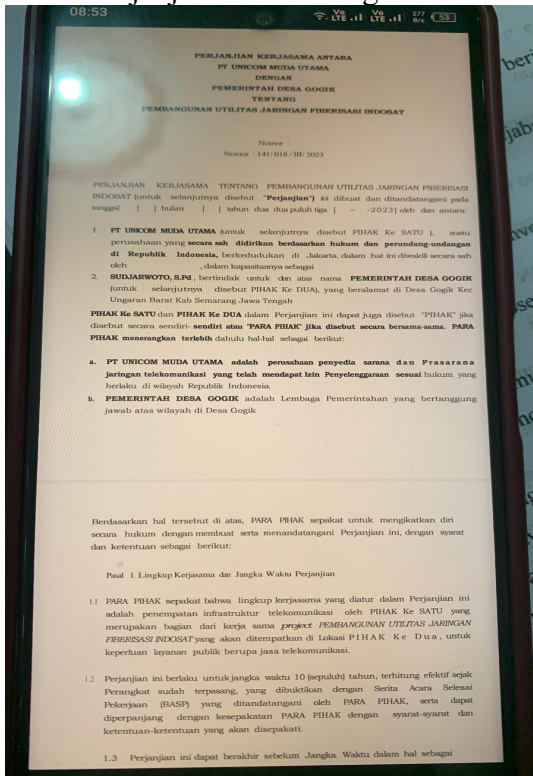 08:53
Vo LTE Vo LTE 277 B/s 53
PERJANJIAN KERJASAMA ANTARA
PT UNICOM MUDA UTAMA
DENGAN
PEMERINTAH DESA GOGIK
TENTANG
PEMBANGUNAN UTILITAS JARINGAN FIBERISASI INDOSAT
Nomor :
Nomor : 141/ 018 / III/ 2023
PERJANJIAN KERJASAMA TENTANG PEMBANGUNAN UTILITAS JARINGAN FIBERISASI
INDOSAT (untuk selanjutnya disebut "Perjanjian") ini dibuat dan ditandatangani pada
tanggal | | bulan | | tahun dua dua puluh tiga | - -2023| oleh dan antara:
1. PT UNICOM MUDA UTAMA (untuk selanjutnya disebut PIHAK Ke SATU ), suatu
perusahaan yang secara sah didirikan berdasarkan hukum dan perundang-undangan
di Republik Indonesia, berkedudukan di Jakarta dalam hat ini diwakili secara sah
oleh , dalam kapasitaanya sebagai
2. SUDJARWOTO, S.Pd, bertindak untuk dan atas nama PEMERINTAH DESA GOGIK
(untuk selanjutnya disebut PIHAK Ke DUA), yang beralamat di Desa Gogik Kec
Ungaran Barat Kab Semarang Jawa Tengah
PIHAK Ke SATU dan PIHAK Ke DUA dalam Perjanjian ini dapat juga disebut "PIHAK" jika
disebut secara sendiri- sendiri atau "PARA PIHAK" jika disebut secara bersama-sama. PARA
PIHAK menerangkan terlebih dahulu hal-hal sebagai berikut:
a. PT UNICOM MUDA UTAMA adalah perusahaan penyedia sarana dan Prasarana
jaringan telekomunikasi yang telah mendapat Izin Penyelenggaraan sesuai hukum yang
herlaku di wilayah Republik Indonesia.
b. PEMERINTAH DESA GOGIK adalah Lembaga Pemerintahan yang bertanggung
jawab atas wilayah di Desa Gogik
Berdasarkan hal tersebut di atas, PARA PIHAK sepakat untuk mengikatkan diri
secara hukum dengan membuat serta menandatangani Perjanjian ini, dengan syarat
dan ketentuan sebagai berikut:
Pasal 1. Lingkup Kerjasama dan Jangka Waktu Perjanjian
1.1 PARA PIHAK sepakat bahwa lingkup kerjasama yang diatur dalam Perjanjian ini
adalah penempatan infrastruktur telekomunikasi oleh PIHAK Ke SATU yang
merupakan bagian dari kerja sama project PEMBANGUNAN UTILITAS JARINGAN
FIBERISASI INDOSAT yang akan ditempatkan di Lokasi PIHAK Ke Dua, untuk
keperluan layanan publik berupa jasa telekomunikasi.
1.2 Perjanjian ini berlaku untuk jangka waktu 10 (sepuluh) tahun, terhitung efektif sejak
Perangkat sudah terpasang, yang dibuktikan dengan Serita Acara Selesai
Pekerjaan (BASP) yang ditandatangani oleh PARA PIHAK, serta dapat
diperpanjang dengan kesepakatan PARA PIHAK dengan syarat-syarat dan
ketentuan-ketentuan yang akan disepakati.
1.3 Perjanjian ini dapat berakhir sebelum Jangka Waktu dalam hal sebagai